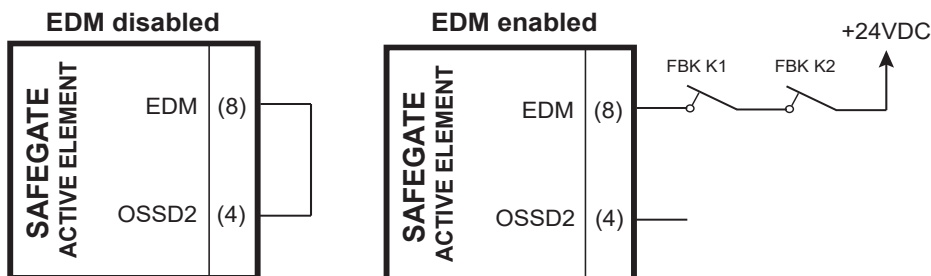 EDM disabled
SAFEGATE
ACTIVE ELEMENT
EDM (8)
OSSD2 (4)
EDM enabled
SAFEGATE
ACTIVE ELEMENT
EDM (8)
OSSD2 (4)
FBK K1
FBK K2
+24VDC